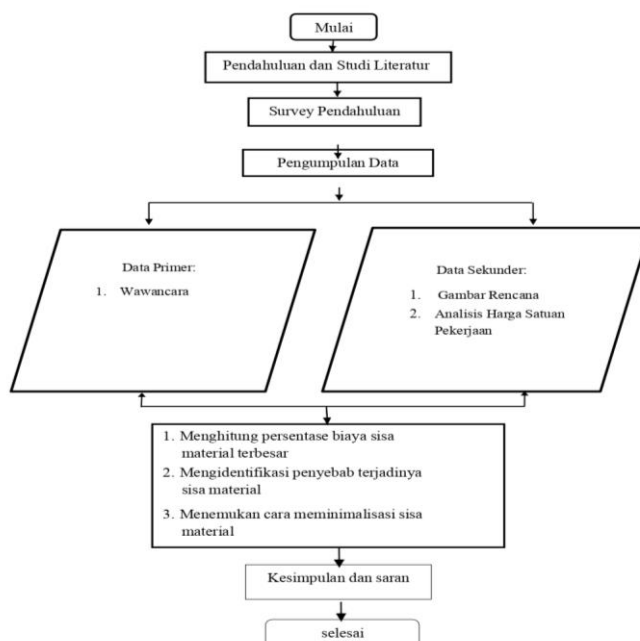 Mulai
Pendahuluan dan Studi Literatur
Survey Pendahuluan
Pengumpulan Data
Data Primer:
1. Wawancara
Data Sekunder:
1. Gambar Rencana
2. Analisis Harga Satuan
Pekerjaan
1. Menghitung persentase biaya sisa
material terbesar
2. Mengidentifikasi penyebab terjadinya
sisa material
3. Menemukan cara meminimalisasi sisa
material
Kesimpulan dan saran
selesai